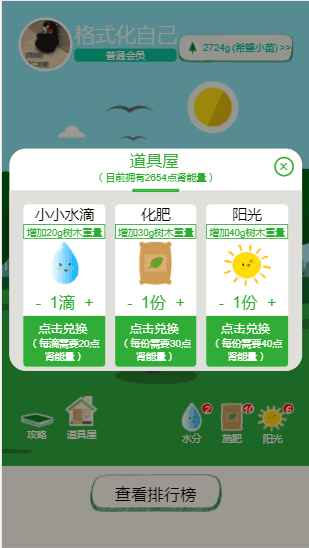 格式化自己
普通会员
2724g(希望小苗)>>
道具屋
(目前拥有2654点肾能量)
小小水滴
增加20g树木重量
- 1滴 +
点击兑换
(每滴需要20点
肾能量)
化肥
增加30g树木重量
- 1份 +
点击兑换
(每份需要30点
肾能量)
阳光
增加40g树木重量
- 1份 +
点击兑换
(每份需要40点
肾能量)
攻略
道具屋
2
水分
10
施肥
6
阳光
查看排行榜